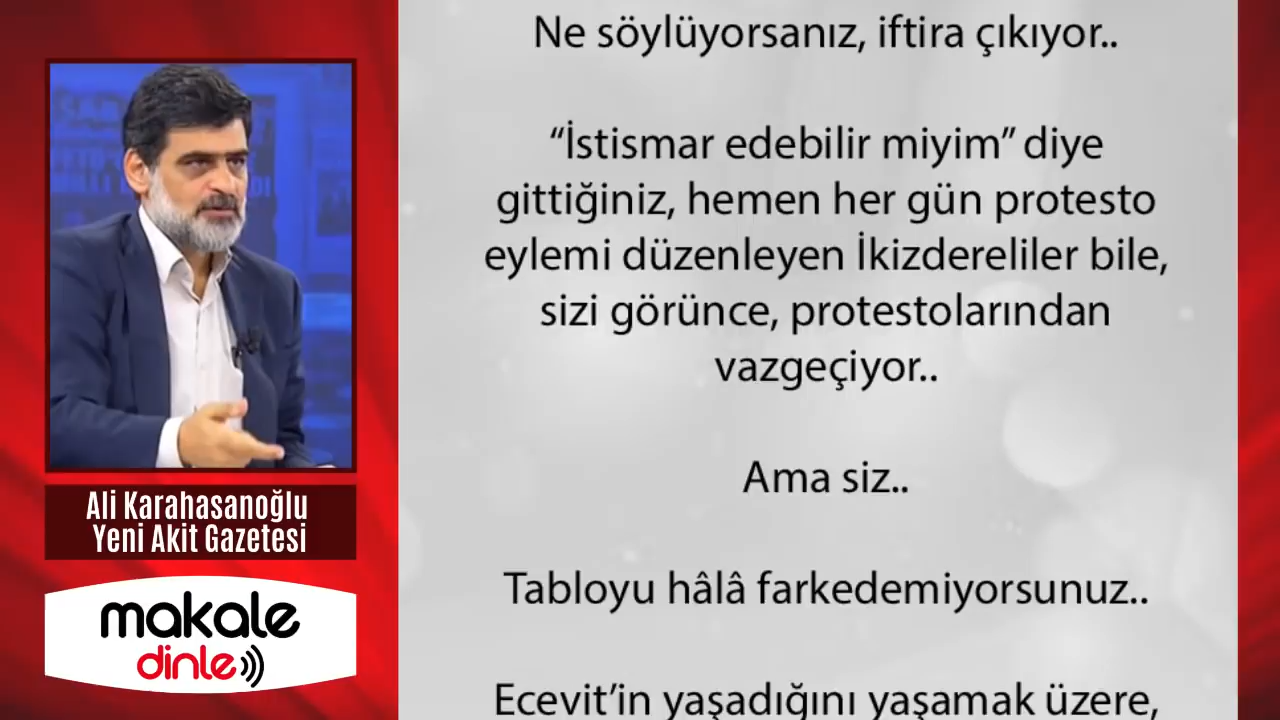 Ne söylüyorsanız, iftira çıkıyor..
“İstismar edebilir miyim” diye
gittiğiniz, hemen her gün protesto
eylemi düzenleyen İkizdereliler bile,
sizi görünce, protestolarından
vazgeçiyor..
Ama siz..
Tabloyu hâlâ farkedemiyorsunuz..
Ecevit’in yaşadığını yaşamak üzere,
Ali Karahasanoğlu
Yeni Akit Gazetesi
makale
dinle